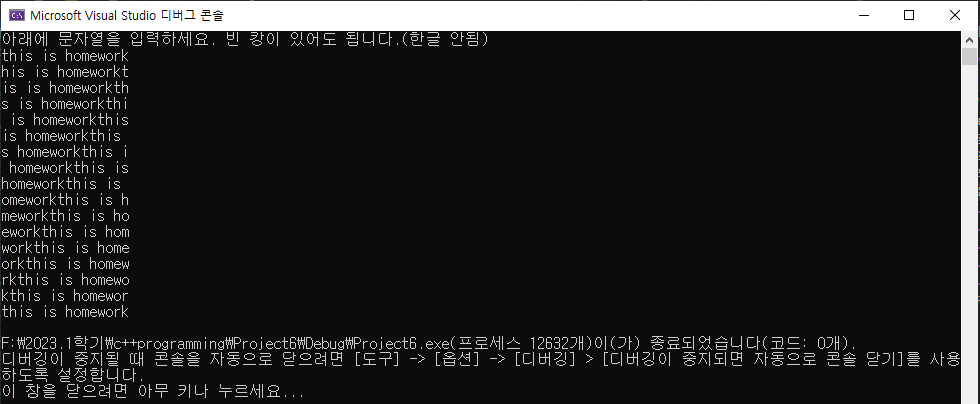 Microsoft Visual Studio 디버그 콘솔
아래에 문자열을 입력하세요. 빈 캉이 있어도 됩니다.(한글 안됨)
this is homework
his is homeworkt
is is homeworkth
s is homeworkthi
 is homeworkthis
is homeworkthis
s homeworkthis i
 homeworkthis is
homeworkthis is
omeworkthis is h
meworkthis is ho
eworkthis is hom
workthis is home
orkthis is homew
rkthis is homewo
kthis is homewor
this is homework
F:\2023.1학기\c++programming\Project6\Debug\Project6.exe(프로세스 12632개)이(가) 종료되었습니다(코드: 0개).
디버깅이 중지될 때 콘솔을 자동으로 닫으려면 [도구] -> [옵션] -> [디버깅] > [디버깅이 중지되면 자동으로 콘솔 닫기]를 사용
하도록 설정합니다.
이 창을 닫으려면 아무 키나 누르세요...